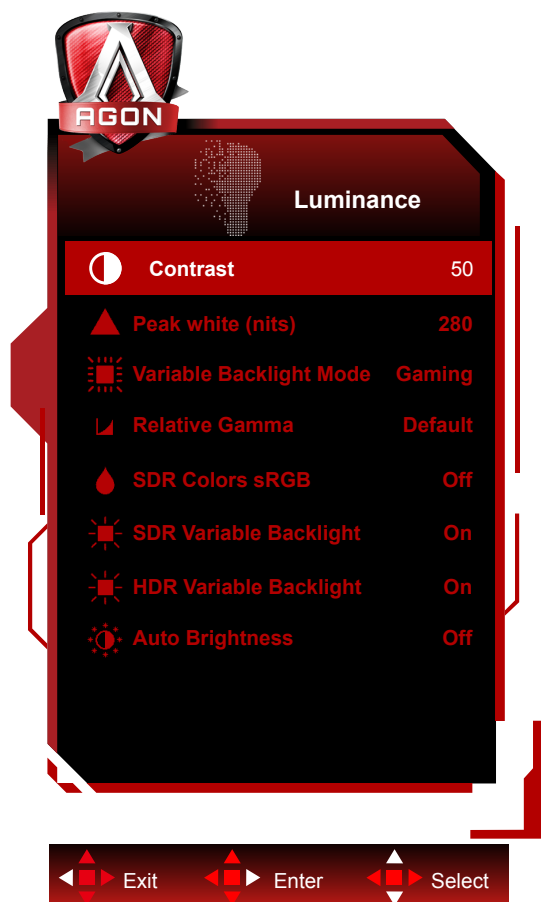 AGON
Luminance
Contrast 50
Peak white (nits) 280
Variable Backlight Mode Gaming
Relative Gamma Default
SDR Colors sRGB Off
SDR Variable Backlight On
HDR Variable Backlight On
Auto Brightness Off
Exit Enter Select